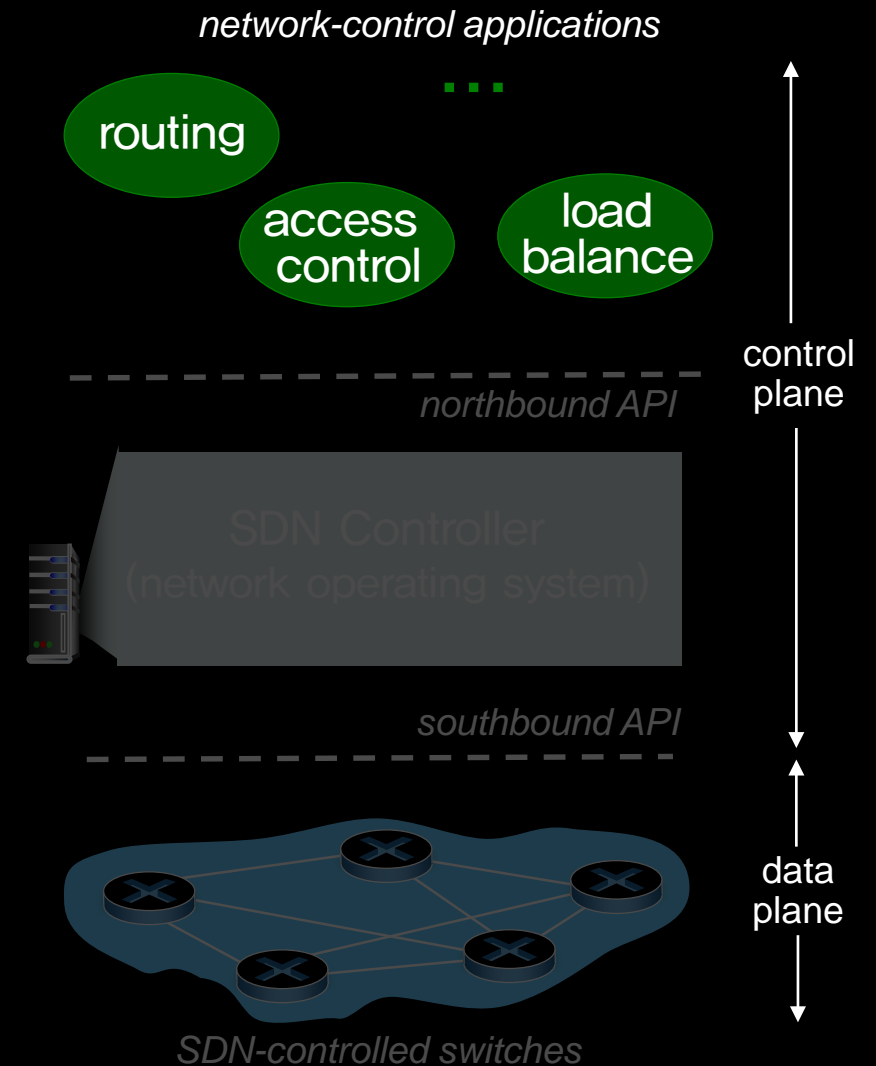 network-control applications
...
routing
access
control
load
balance
control
plane
northbound API
SDN Controller
(network operating system)
southbound API
data
plane
SDN-controlled switches